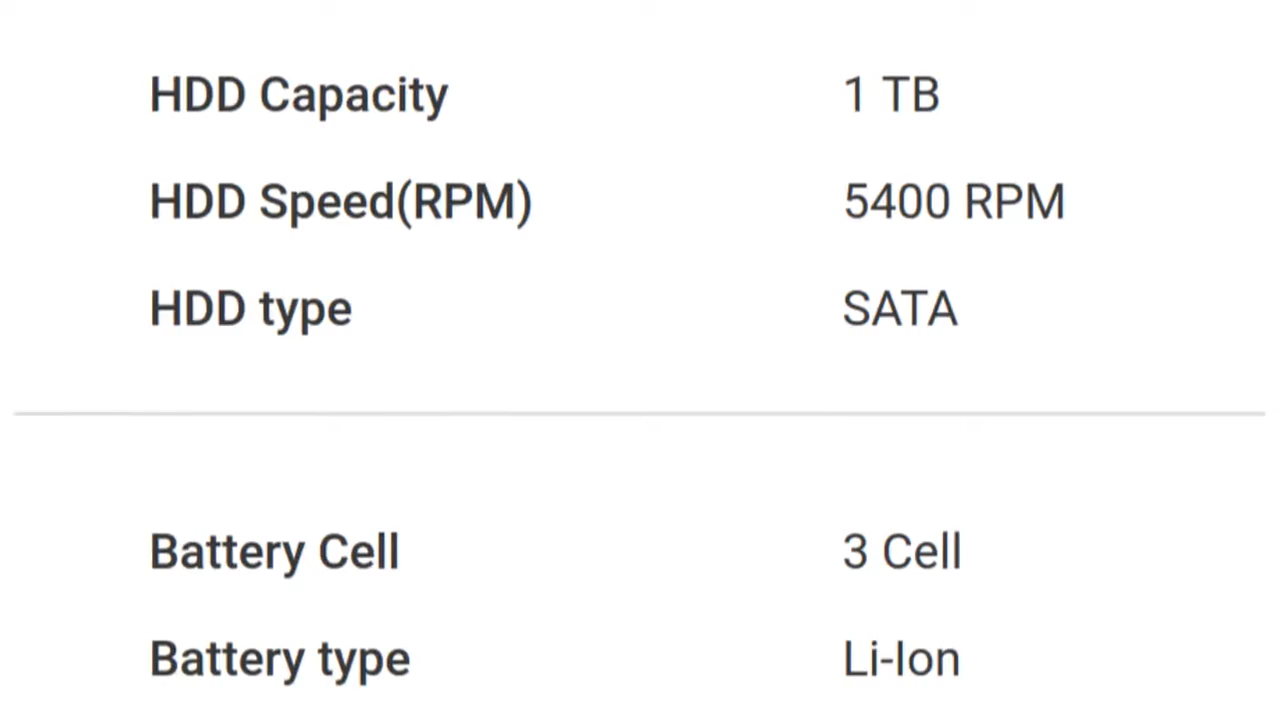 HDD Capacity 1 TB
HDD Speed(RPM) 5400 RPM
HDD type SATA
Battery Cell 3 Cell
Battery type Li-Ion